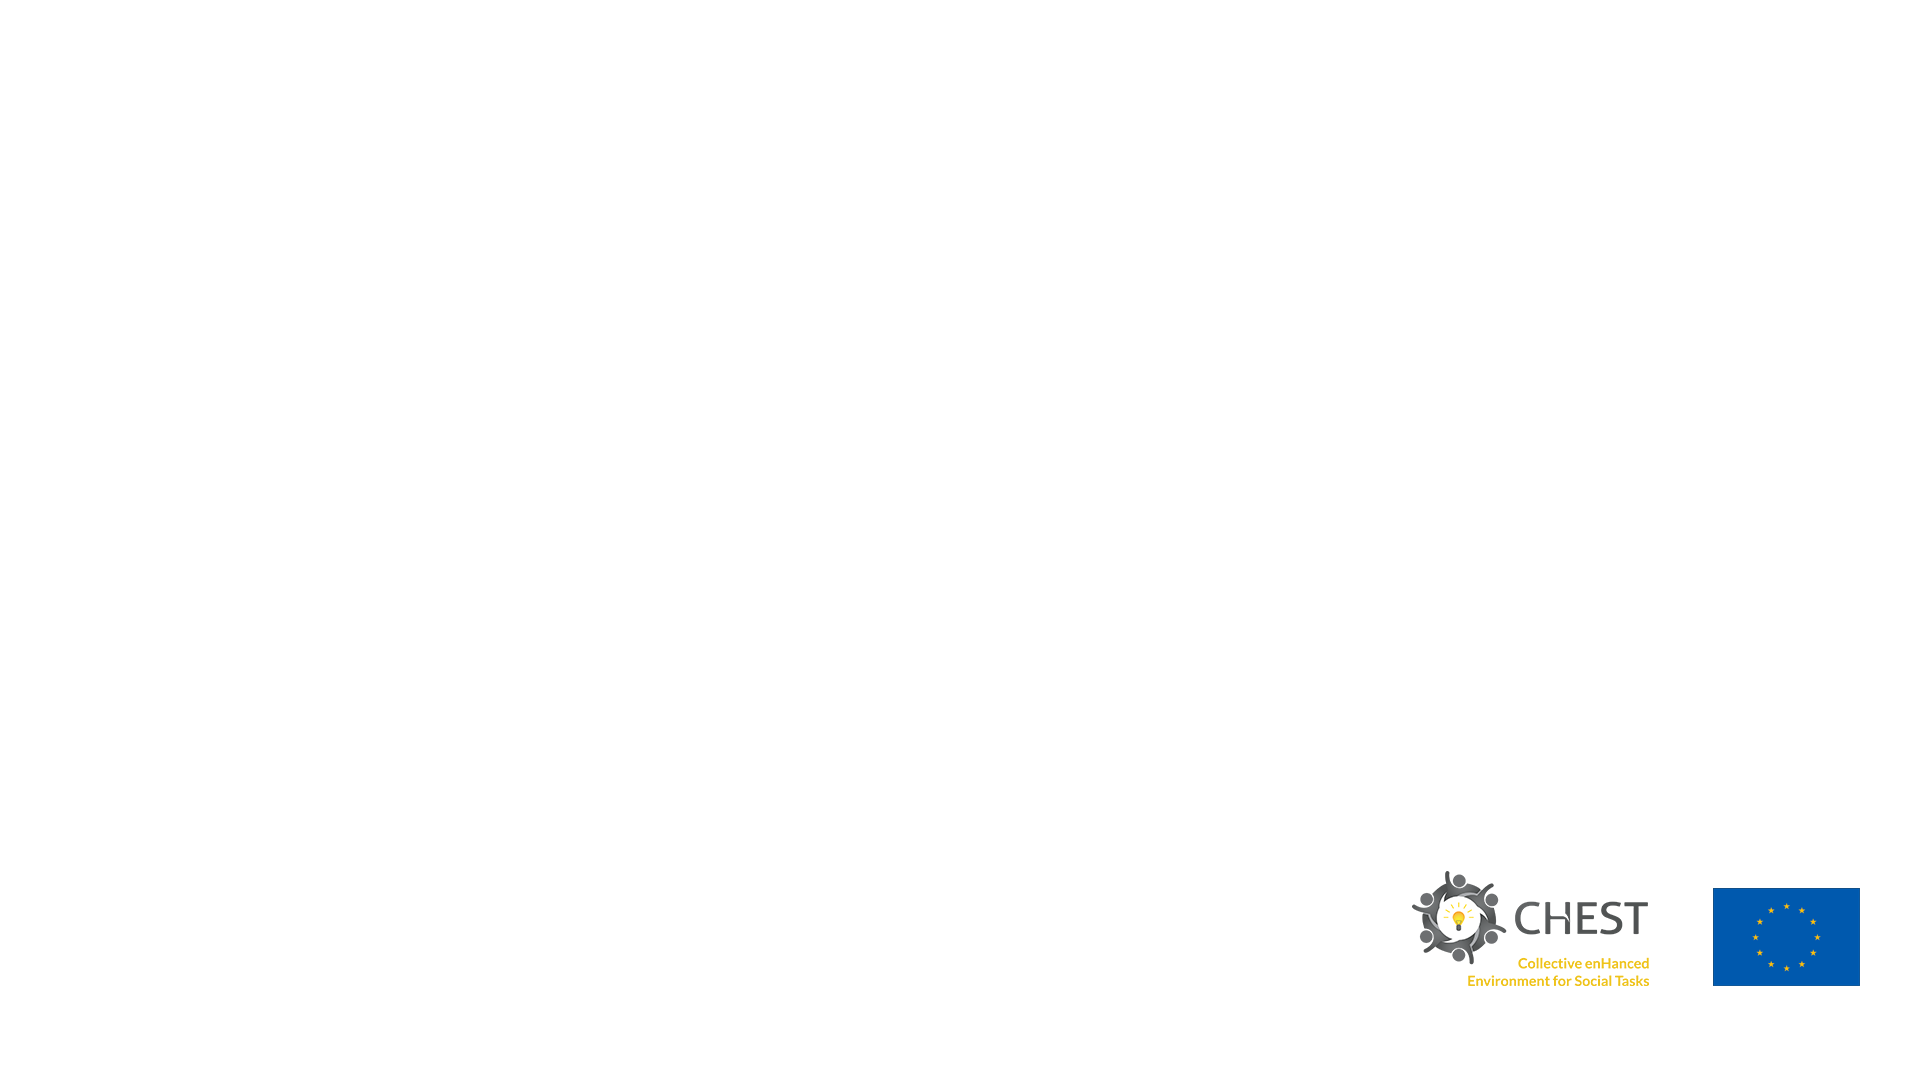 CHEST
Collective enHanced
Environment for Social Tasks